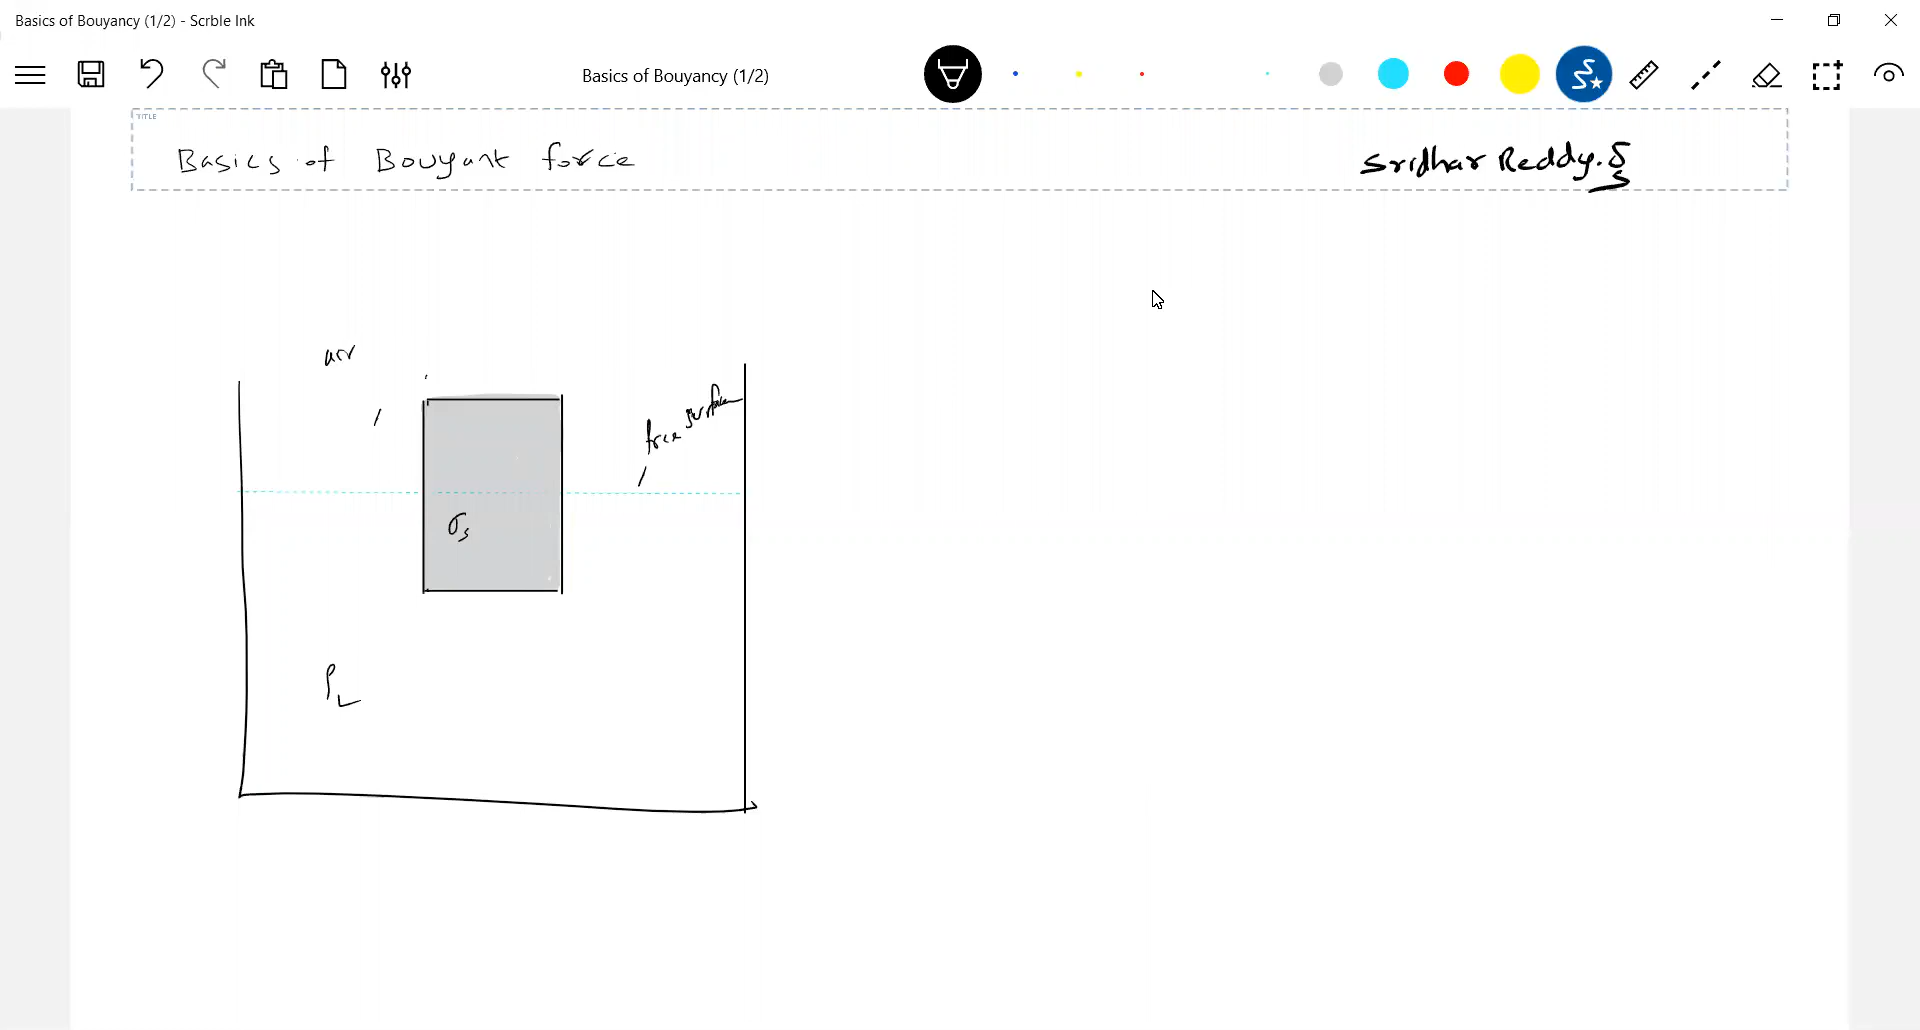 Basics of Bouyancy (1/2) - Scrble Ink
Basics of Bouyancy (1/2)
TITLE
Basics of Bouyant force
Sridhar Reddy.S
air
free surface
σs
ρL